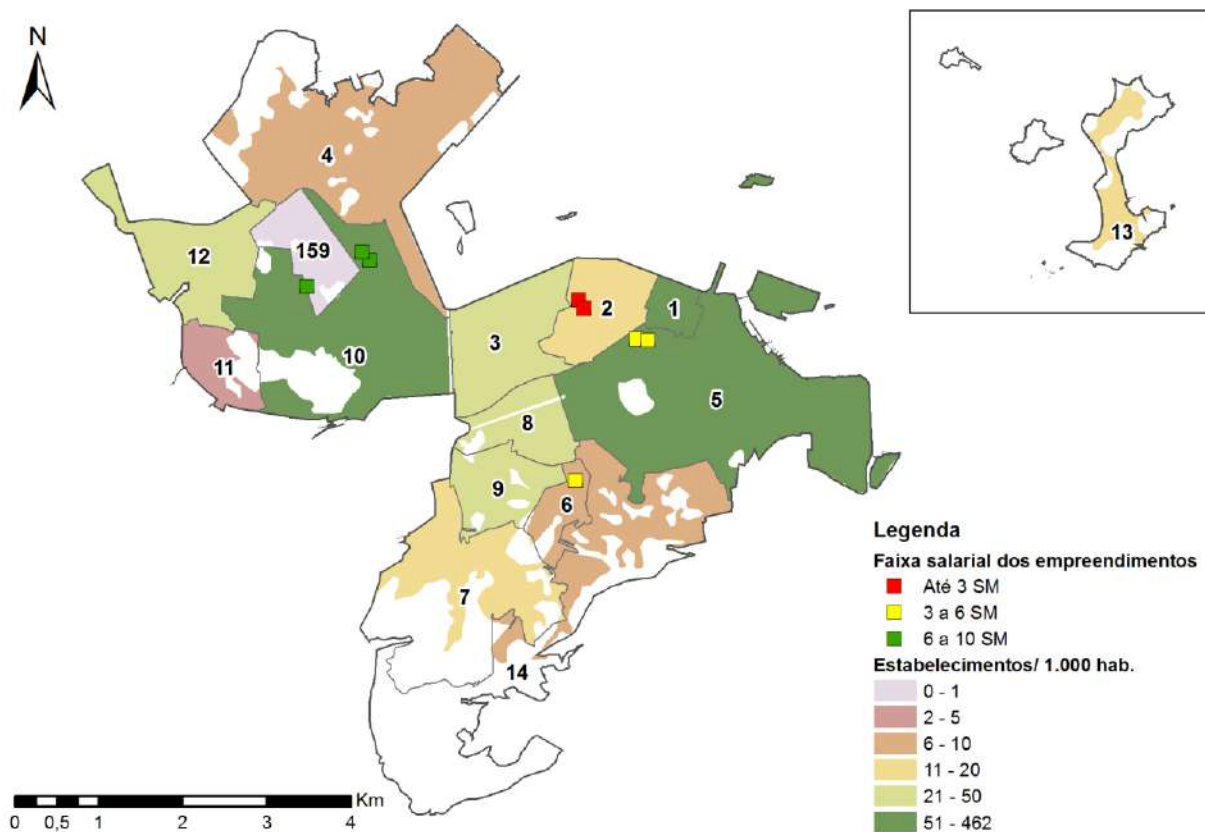 N
4
13
12
159
2
1
3
10
11
5
8
9
6
7
14
Legenda
Faixa salarial dos empreendimentos
Até 3 SM
3 a 6 SM
6 a 10 SM
Estabelecimentos/ 1.000 hab.
0 - 1
2 - 5
6 - 10
11 - 20
21 - 50
51 - 462
Km
0 0,5 1 2 3 4